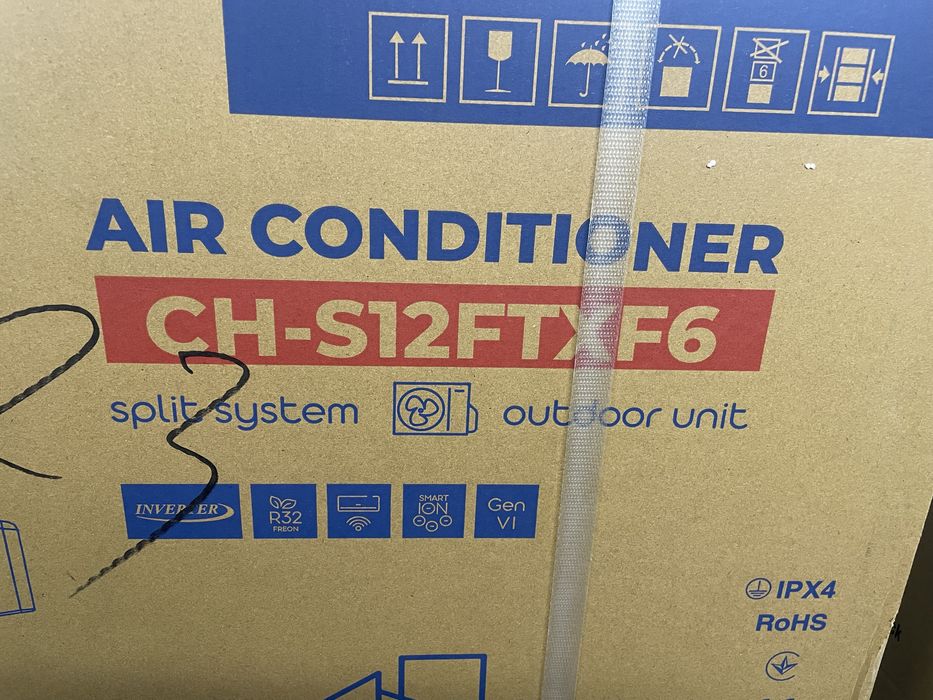 6
AIR CONDITIONER
CH-S12FTXF6
split system outdoor unit
INVERTER
R32
FREON
SMART
ION
Gen
VI
IPX4
RoHS